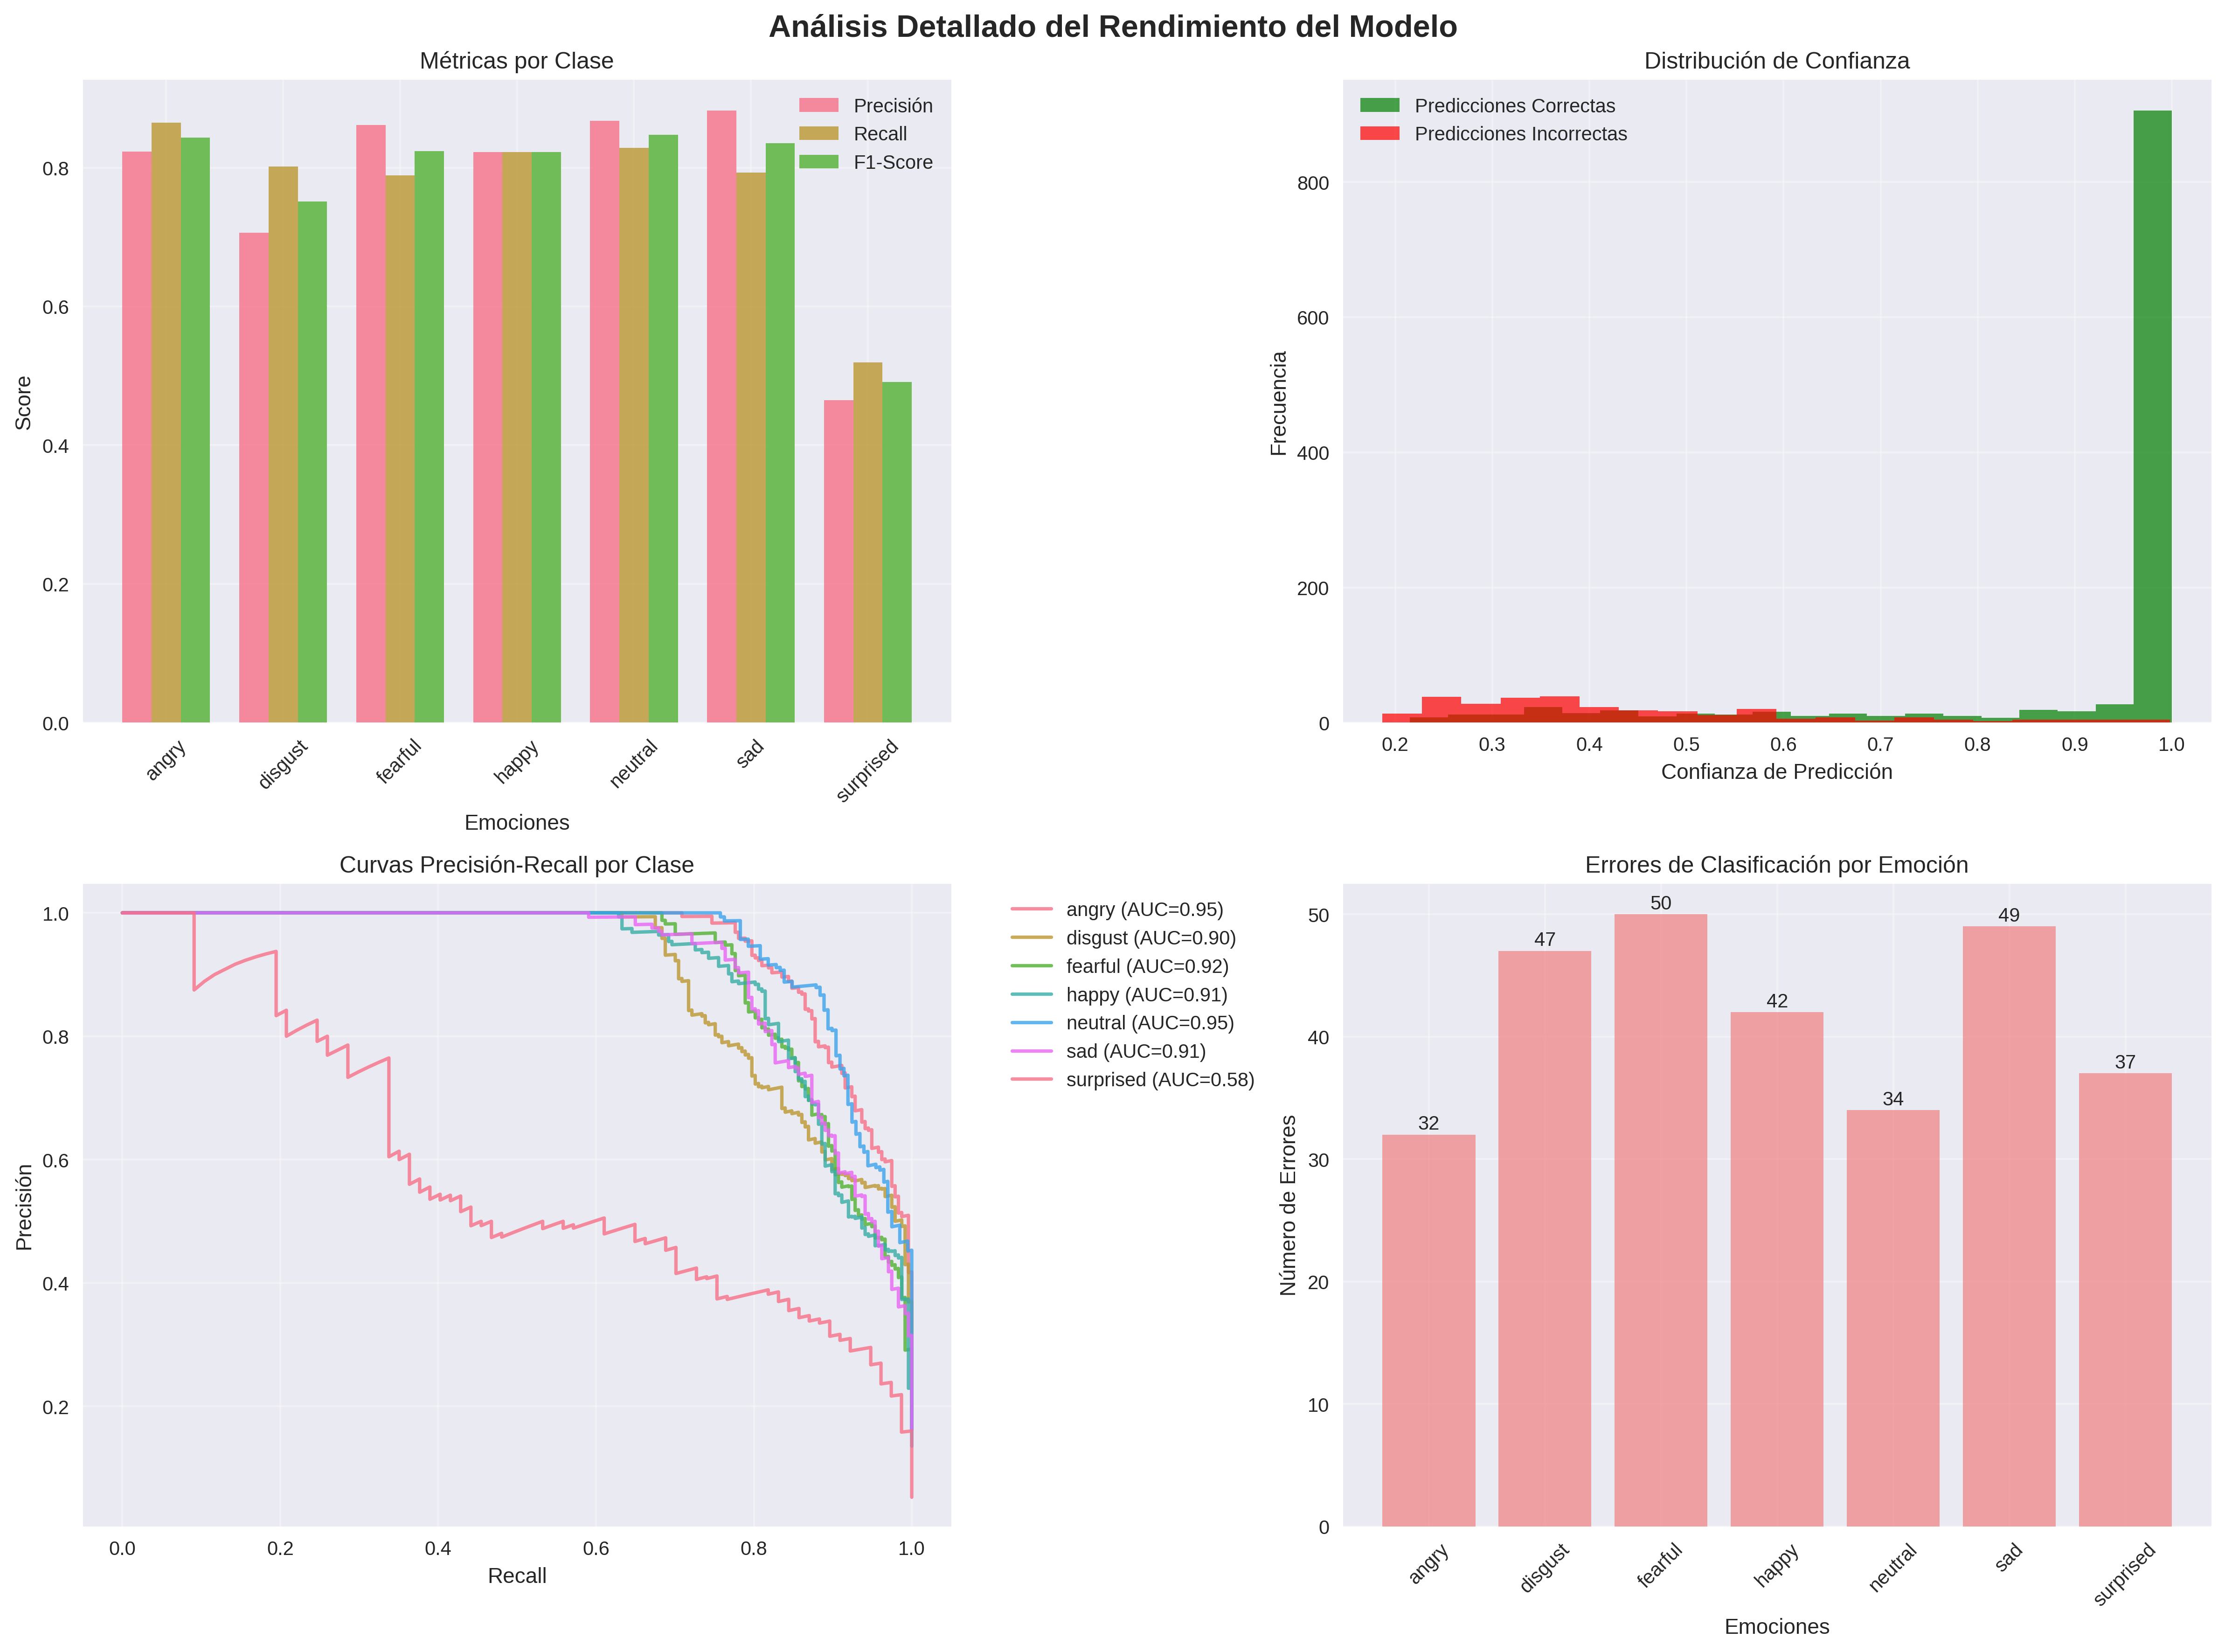 Análisis Detallado del Rendimiento del Modelo
Métricas por Clase
Precisión
Recall
F1-Score
Score
0.8
0.6
0.4
0.2
0.0
angry
disgust
fearful
happy
neutral
sad
surprised
Emociones
Distribución de Confianza
Predicciones Correctas
Predicciones Incorrectas
Frecuencia
800
600
400
200
0
0.2
0.3
0.4
0.5
0.6
0.7
0.8
0.9
1.0
Confianza de Predicción
Curvas Precisión-Recall por Clase
Precisión
1.0
0.8
0.6
0.4
0.2
0.0
0.2
0.4
0.6
0.8
1.0
Recall
angry (AUC=0.95)
disgust (AUC=0.90)
fearful (AUC=0.92)
happy (AUC=0.91)
neutral (AUC=0.95)
sad (AUC=0.91)
surprised (AUC=0.58)
Errores de Clasificación por Emoción
Número de Errores
50
40
30
20
10
0
32
47
50
42
34
49
37
angry
disgust
fearful
happy
neutral
sad
surprised
Emociones